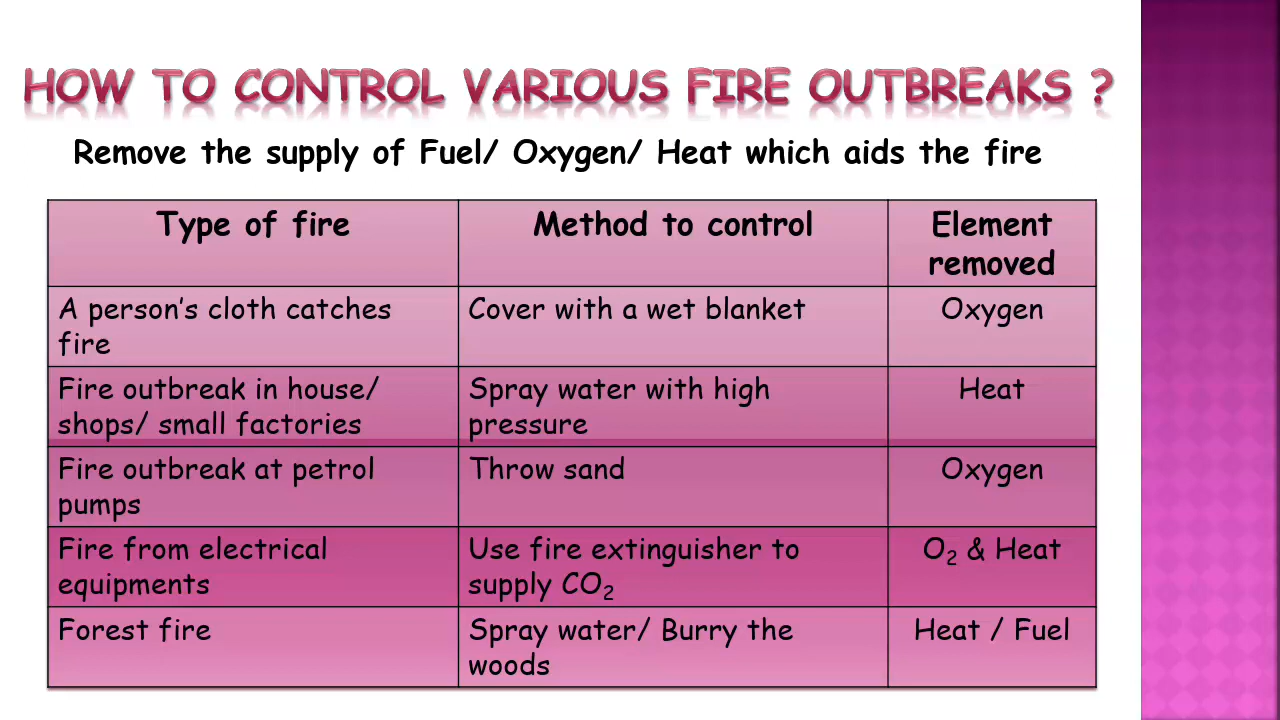 HOW TO CONTROL VARIOUS FIRE OUTBREAKS ?
Remove the supply of Fuel/ Oxygen/ Heat which aids the fire
Type of fire
Method to control
Element
removed
A person's cloth catches
fire
Cover with a wet blanket
Oxygen
Fire outbreak in house/
shops/ small factories
Spray water with high
pressure
Heat
Fire outbreak at petrol
pumps
Throw sand
Oxygen
Fire from electrical
equipments
Use fire extinguisher to
supply CO₂
O₂ & Heat
Forest fire
Spray water/ Burry the
woods
Heat / Fuel